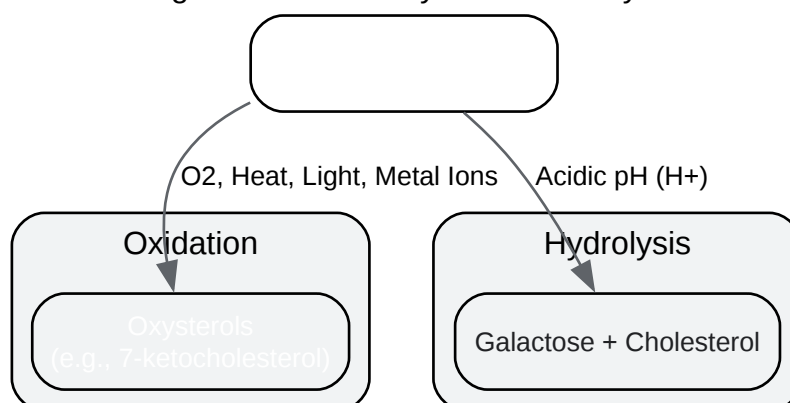 O2, Heat, Light, Metal Ions
Acidic pH (H+)
Oxidation
Hydrolysis
Oxysterols
(e.g., 7-ketocholesterol)
Galactose + Cholesterol